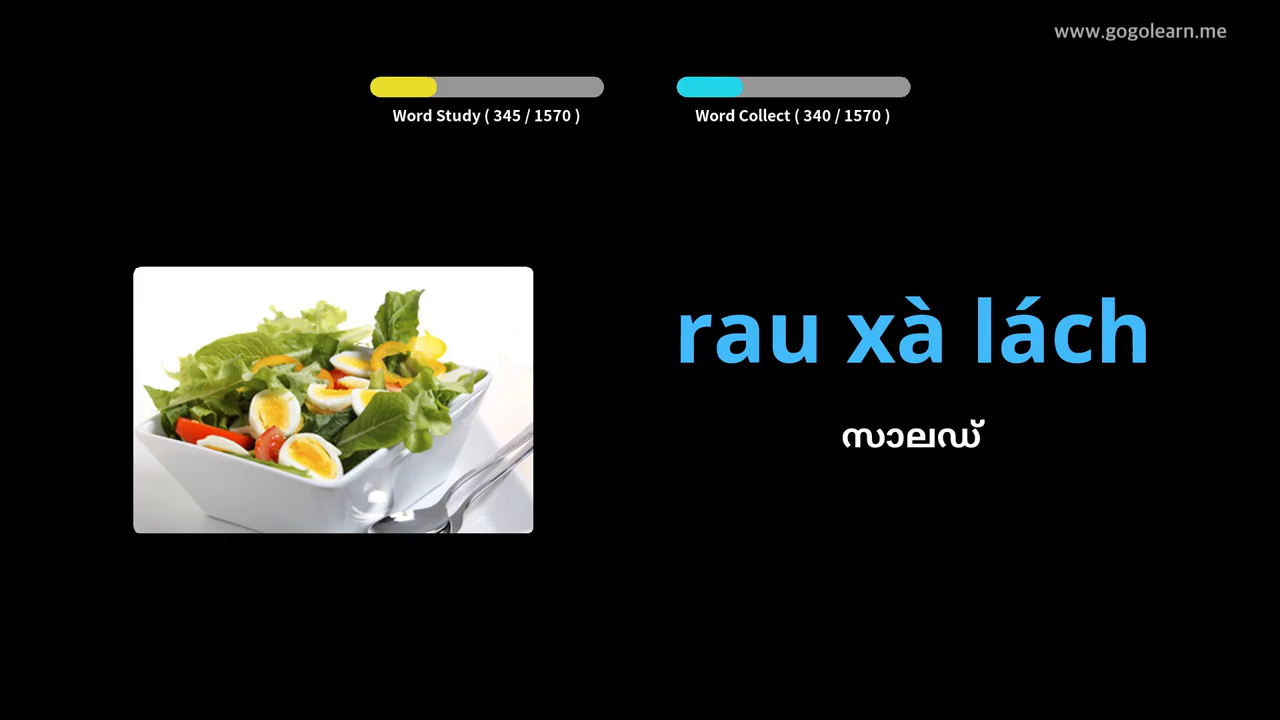 www.gogolearn.me
Word Study ( 345 / 1570 )
Word Collect ( 340 / 1570 )
rau xà lách
സാലഡ്